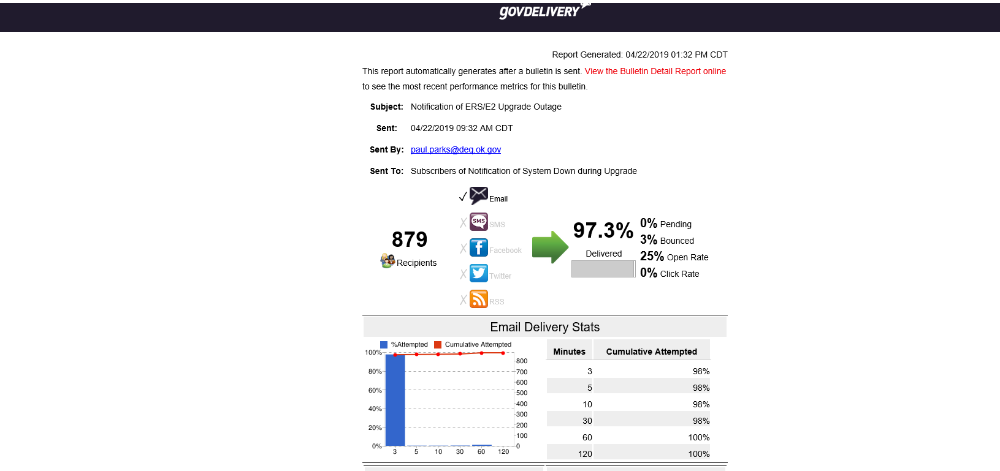 GOVDELIVERY
Report Generated: 04/22/2019 01:32 PM CDT
This report automatically generates after a bulletin is sent. View the Bulletin Detail Report online
to see the most recent performance metrics for this bulletin.
Subject: Notification of ERS/E2 Upgrade Outage
Sent: 04/22/2019 09:32 AM CDT
Sent By: paul.parks@deq.ok.gov
Sent To: Subscribers of Notification of System Down during Upgrade
879
Recipients
Email
SMS
SMS
Facebook
Twitter
RSS
97.3%
Delivered
0% Pending
3% Bounced
25% Open Rate
0% Click Rate
Email Delivery Stats
%Attempted Cumulative Attempted
100%
80%
60%
40%
20%
0%
800
700
600
500
400
300
200
100
0
3 5 10 30 60 120
Minutes Cumulative Attempted
3 98%
5 98%
10 98%
30 98%
60 100%
120 100%